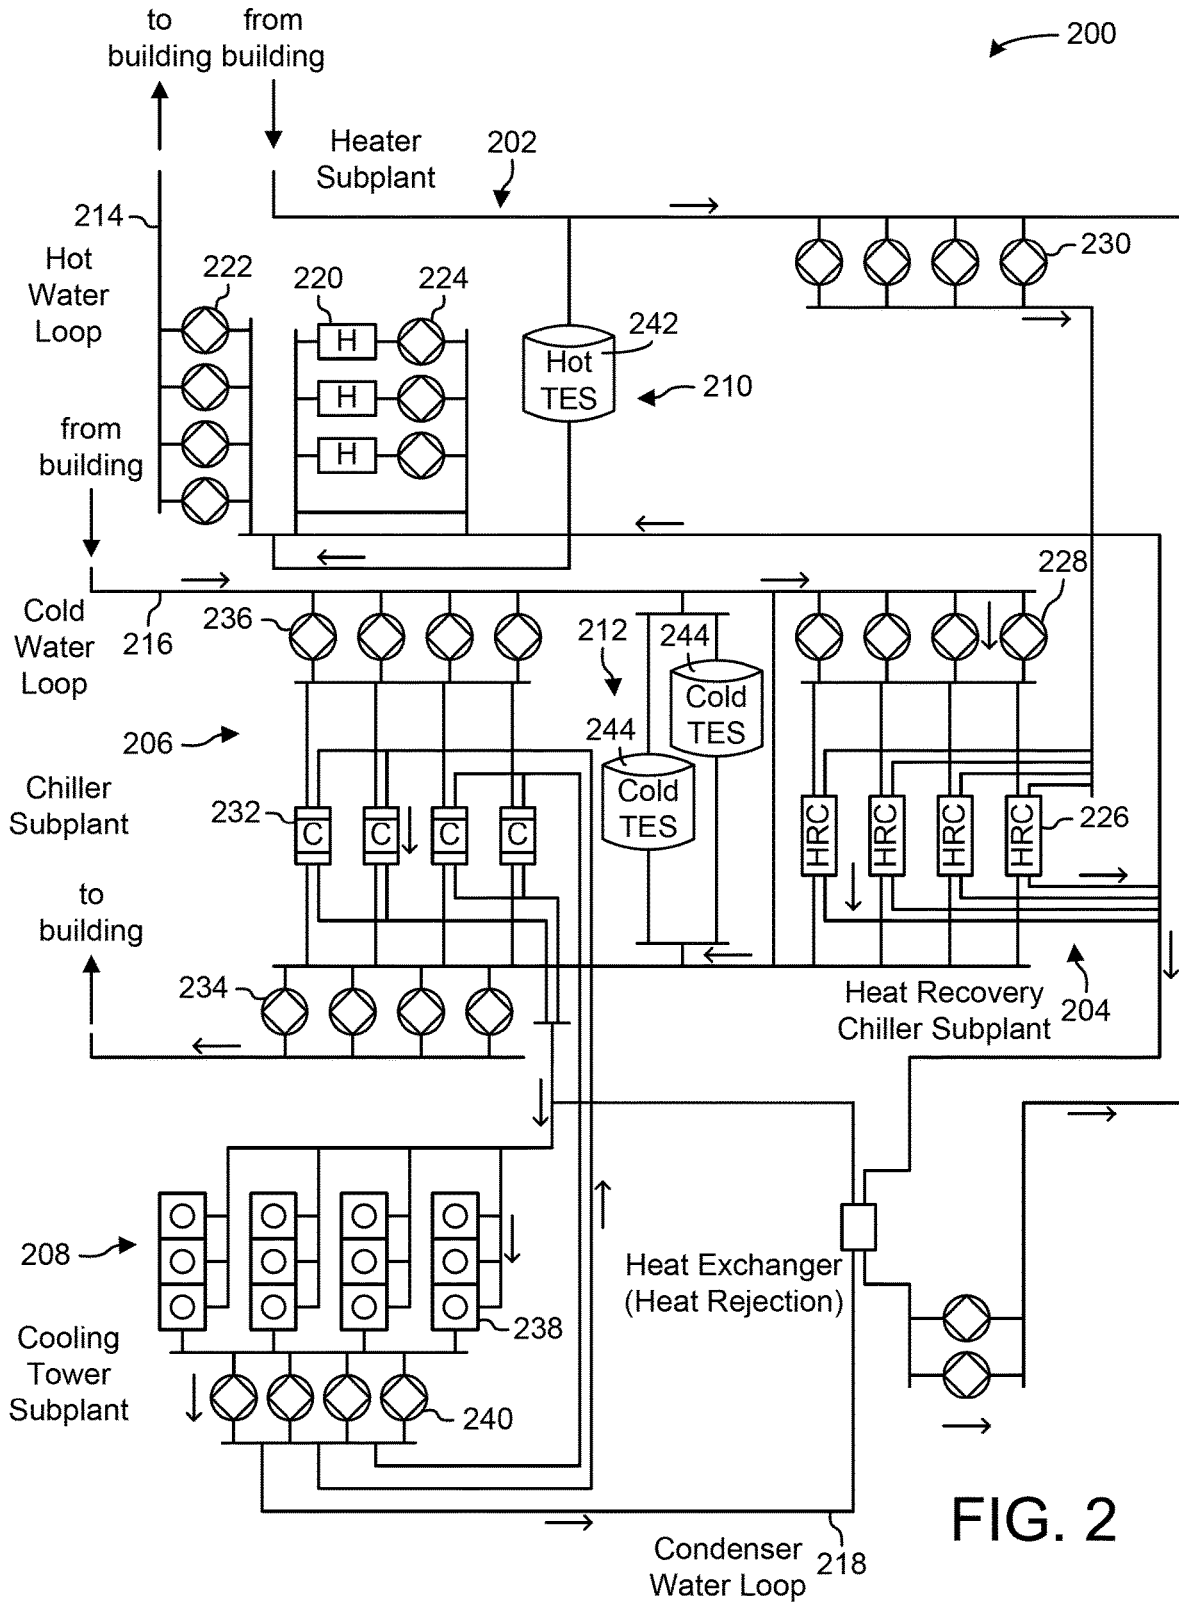 to
building
from
building
200
Heater
Subplant
202
214
Hot
Water
Loop
222
220
224
H
H
H
242
Hot
TES
210
230
from
building
Cold
Water
Loop
216
236
212
244
Cold
TES
244
Cold
TES
228
206
Chiller
Subplant
232
C
C
C
C
HRC
HRC
HRC
HRC
226
to
building
234
Heat Recovery
Chiller Subplant
204
208
238
Cooling
Tower
Subplant
240
Heat Exchanger
(Heat Rejection)
Condenser
Water Loop
218
FIG. 2